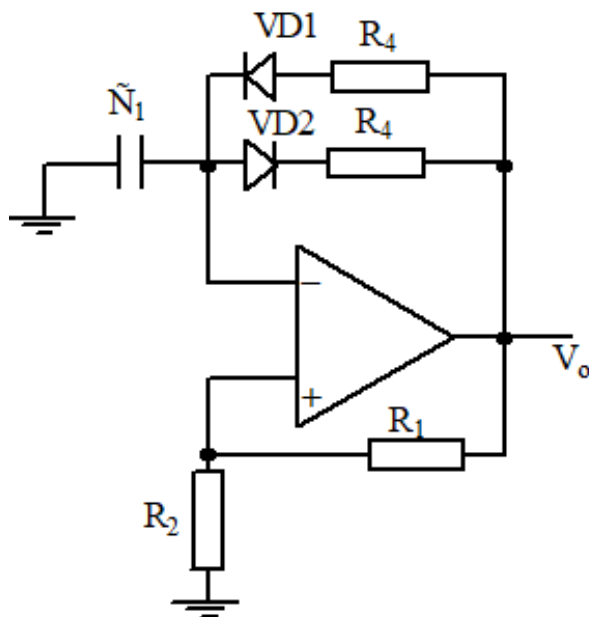 VD1 R₄
Ñ₁
VD2 R₄
−
+
Vₒ
R₁
R₂